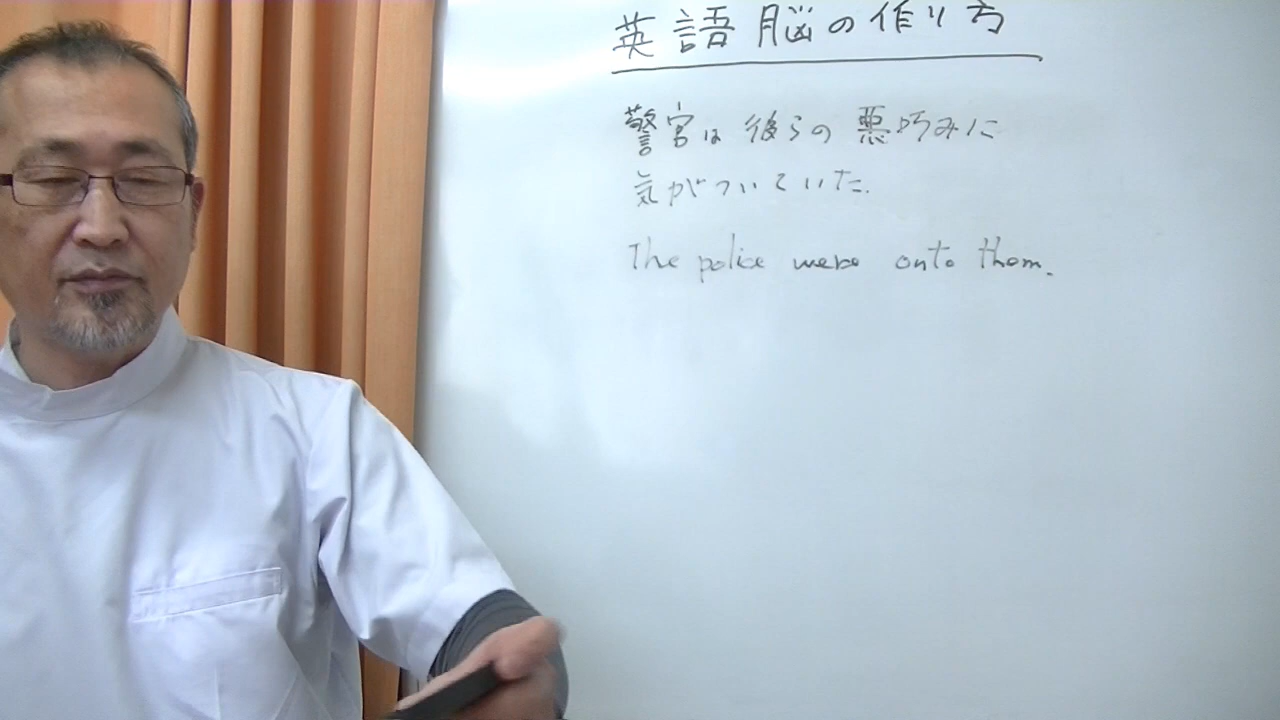 英語脳の作り方
警官は彼らの悪巧みに
気がついていた.
The police were onto them.